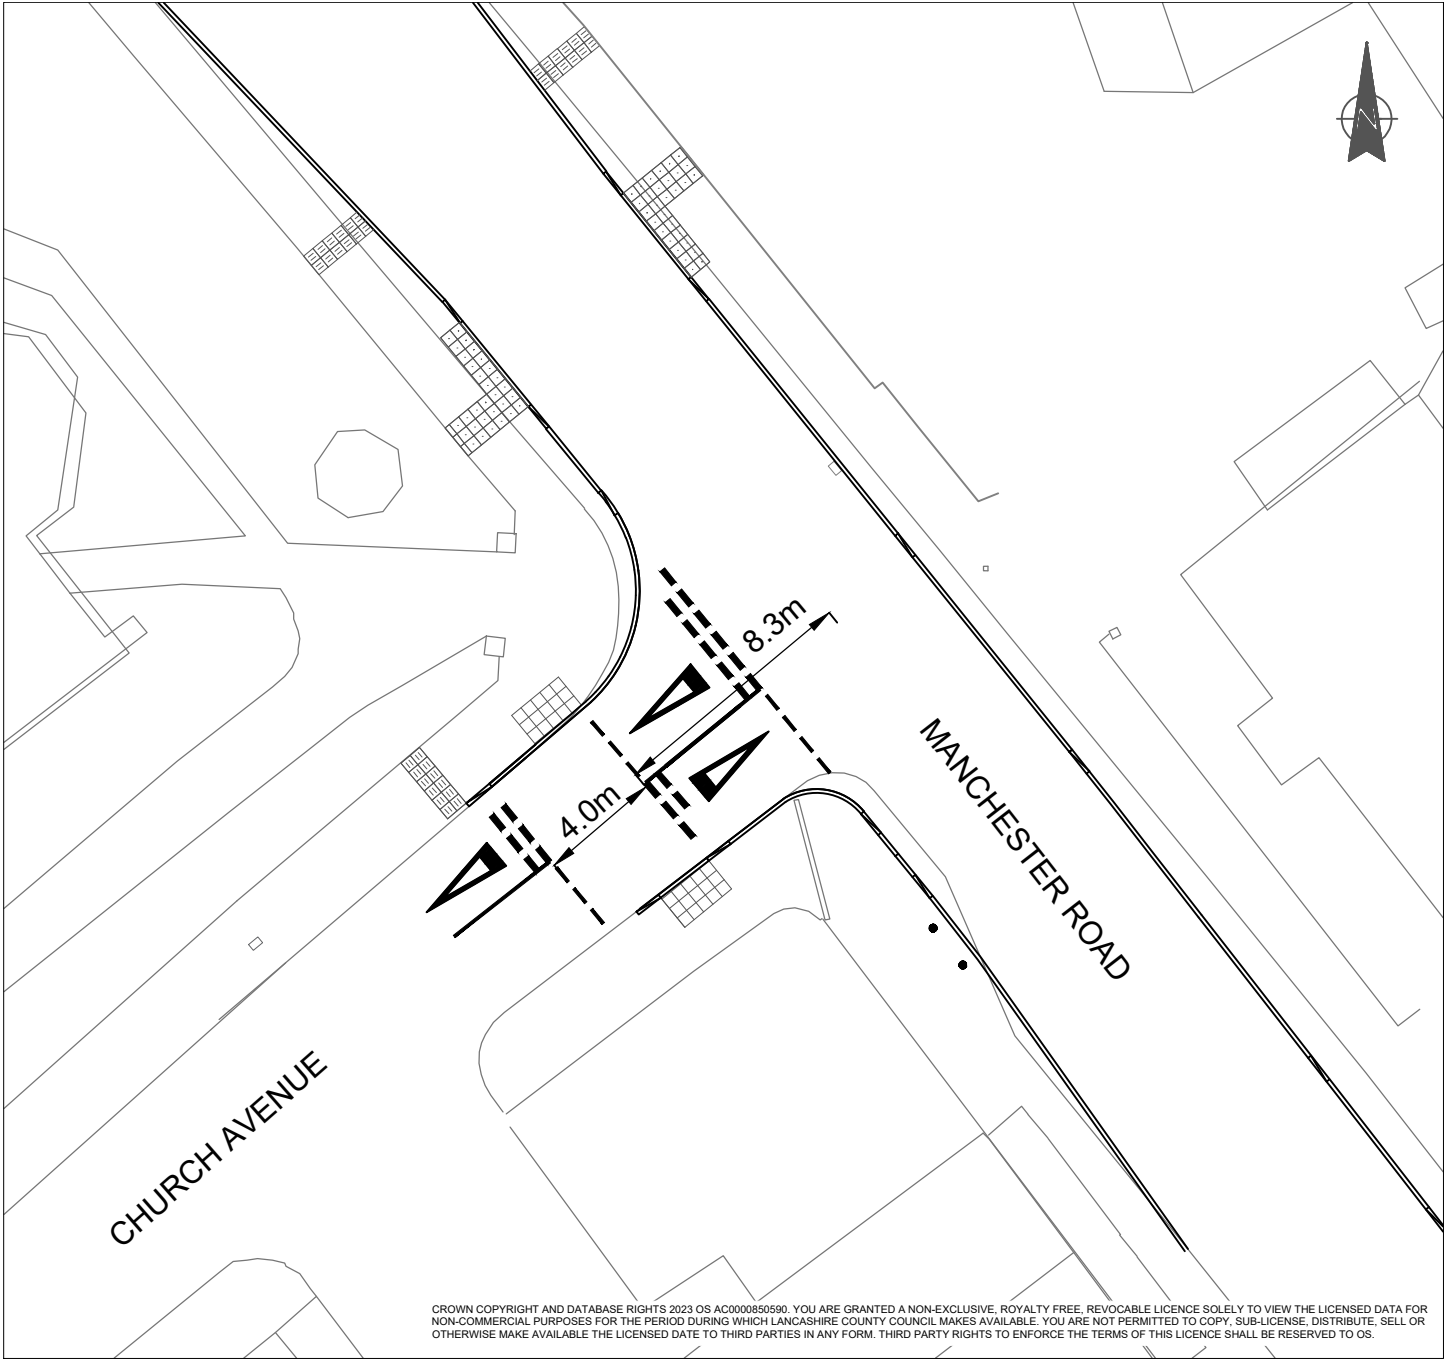 N
8.3m
4.0m
MANCHESTER ROAD
CHURCH AVENUE
CROWN COPYRIGHT AND DATABASE RIGHTS 2023 OS AC0000850590. YOU ARE GRANTED A NON-EXCLUSIVE, ROYALTY FREE, REVOCABLE LICENCE SOLELY TO VIEW THE LICENSED DATA FOR
NON-COMMERCIAL PURPOSES FOR THE PERIOD DURING WHICH LANCASHIRE COUNTY COUNCIL MAKES AVAILABLE. YOU ARE NOT PERMITTED TO COPY, SUB-LICENSE, DISTRIBUTE, SELL OR
OTHERWISE MAKE AVAILABLE THE LICENSED DATE TO THIRD PARTIES IN ANY FORM. THIRD PARTY RIGHTS TO ENFORCE THE TERMS OF THIS LICENCE SHALL BE RESERVED TO OS.